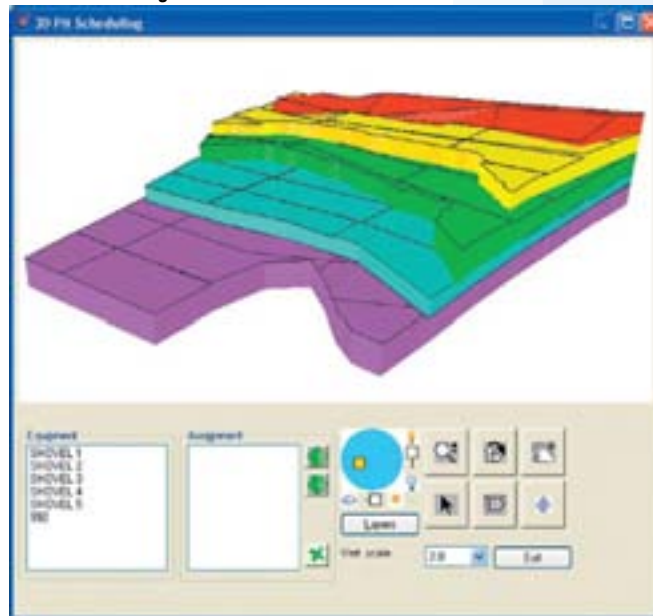 3D Pit Scheduling
Equipment
Assignment
SHOVEL 1
SHOVEL 2
SHOVEL 3
SHOVEL 4
SHOVEL 5
Layers
Vert. scale
2.0